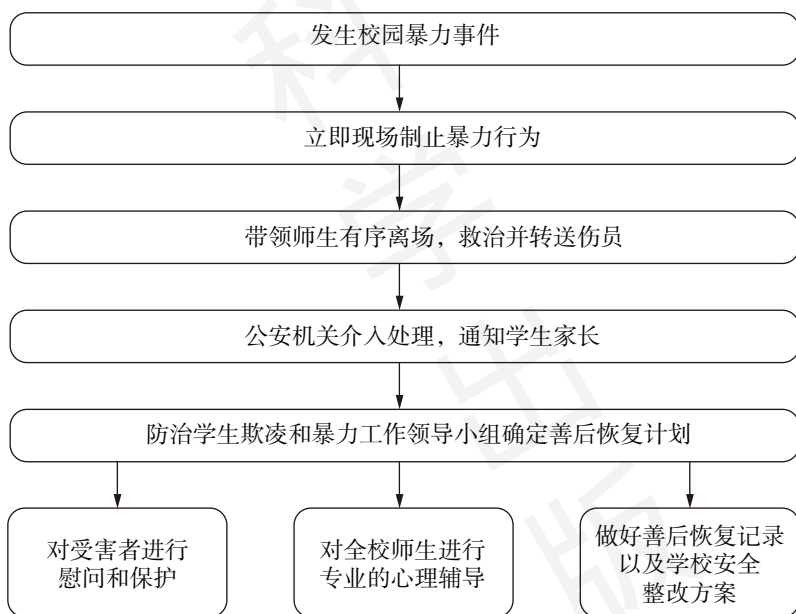 发生校园暴力事件
立即现场制止暴力行为
带领师生有序离场，救治并转送伤员
公安机关介入处理，通知学生家长
防治学生欺凌和暴力工作领导小组确定善后恢复计划
对受害者进行
慰问和保护
对全校师生进行
专业的心理辅导
做好善后恢复记录
以及学校安全
整改方案
科学出版